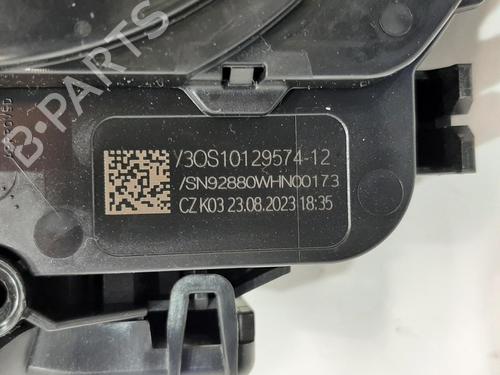 B-PARTS
/3OS10129574-12
/SN92880WHN00173
CZ K03 23.08.2023 18:35